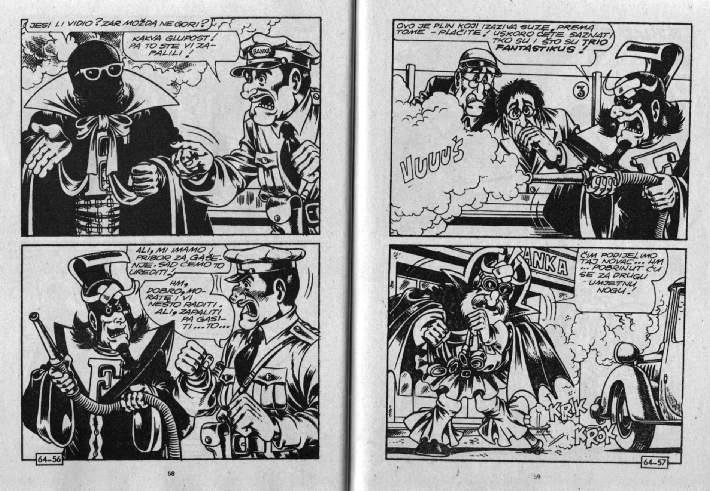 JESI LI VIDIO? ZAR MOŽDA NE GORI?
KAKVA GLUPOST!
PA TO STE VI ZA-
PALILI!
BANKA
ALI, MI IMAMO I
PRIBOR ZA GAŠE-
NJE. SAD ĆEMO TO
UREDITI!
HM,
DOBRO, MO-
RATE I VI
NEŠTO RADITI.
ALI, ZAPALITI
PA GASI-
TI...TO...
F
64-56
58
OVO JE PLIN KOJI IZAZIVA SUZE, PREMA
TOME - PLAČITE! USKORO ĆETE SAZNATI
TKO SU I ŠTO SU TRIO
FANTASTIKUS!
3
VUUUŠ
ANKA
ČIM PODIJELIMO
TAJ NOVAC... HM
... POBRINUT ĆU
SE ZA DRUGU
UMJETNU
NOGU!
KRIK
KROK
64-57
59